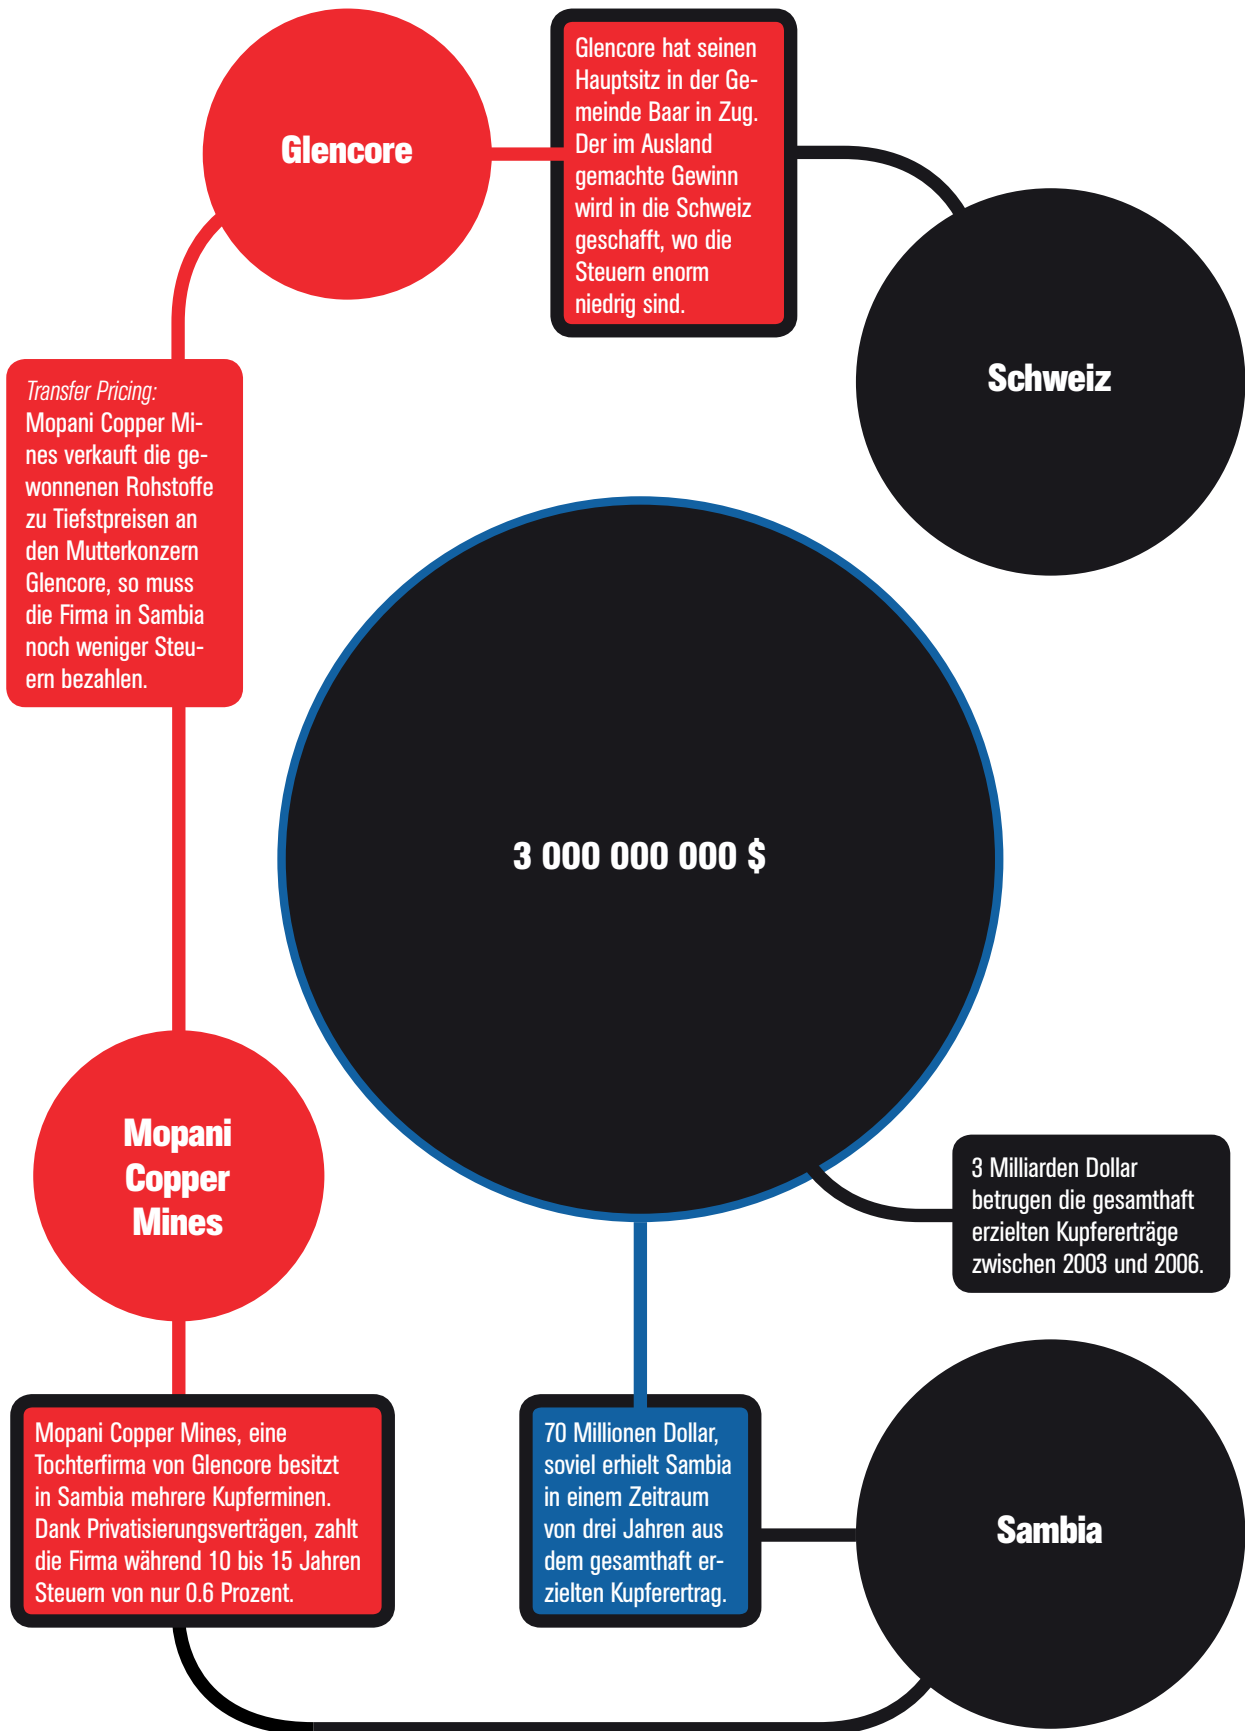 Glencore
Glencore hat seinen
Hauptsitz in der Ge-
meinde Baar in Zug.
Der im Ausland
gemachte Gewinn
wird in die Schweiz
geschafft, wo die
Steuern enorm
niedrig sind.
Schweiz
Transfer Pricing:
Mopani Copper Mi-
nes verkauft die ge-
wonnenen Rohstoffe
zu Tiefstpreisen an
den Mutterkonzern
Glencore, so muss
die Firma in Sambia
noch weniger Steu-
ern bezahlen.
3 000 000 000 $
Mopani
Copper
Mines
3 Milliarden Dollar
betrugen die gesamthaft
erzielten Kupfererträge
zwischen 2003 und 2006.
Mopani Copper Mines, eine
Tochterfirma von Glencore besitzt
in Sambia mehrere Kupferminen.
Dank Privatisierungsverträgen, zahlt
die Firma während 10 bis 15 Jahren
Steuern von nur 0.6 Prozent.
70 Millionen Dollar,
soviel erhielt Sambia
in einem Zeitraum
von drei Jahren aus
dem gesamthaft er-
zielten Kupferertrag.
Sambia